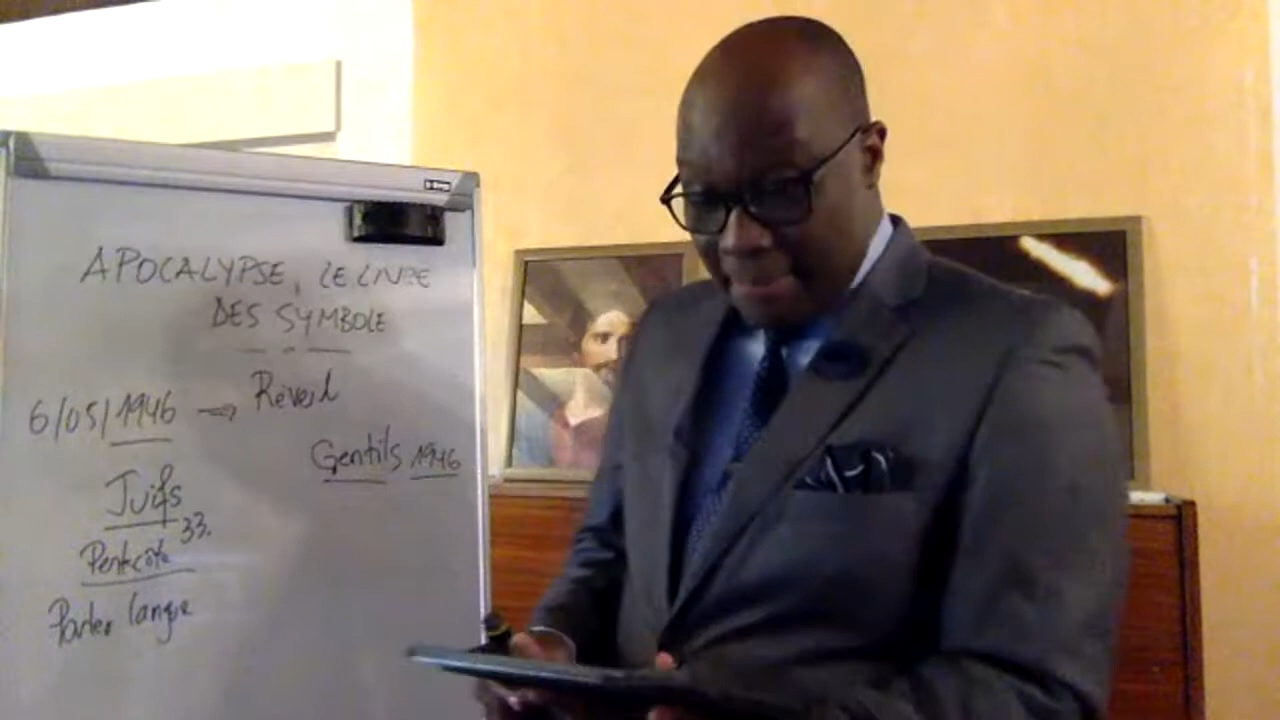 APOCALYPSE, LE LIVRE
DES SYMBOLE
6/05/1946 → Réveil
Gentils 1946
Juifs
Pentecôte 33.
Parler langue